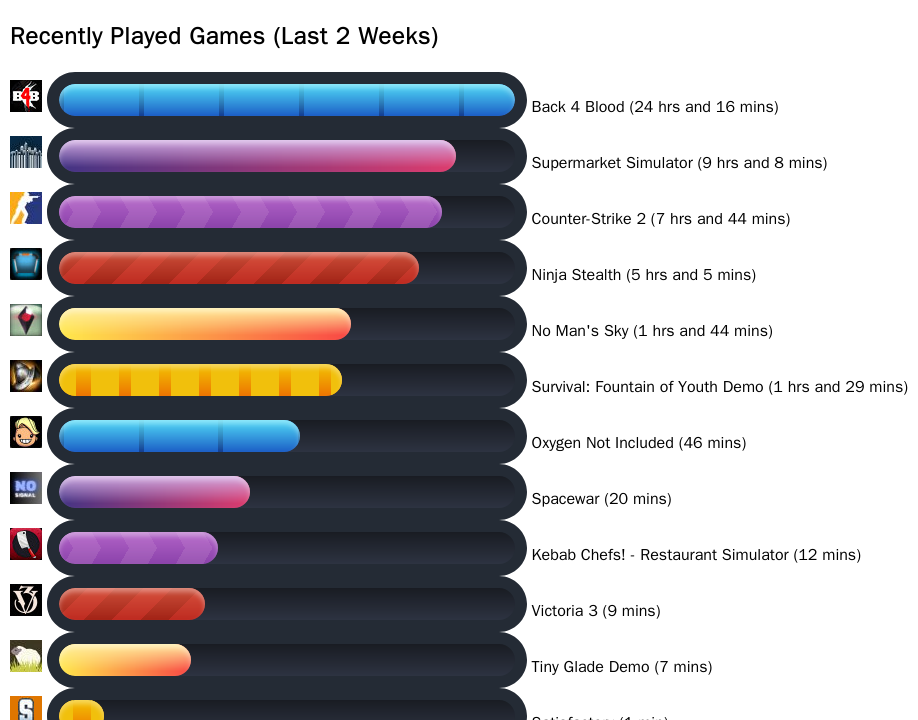 Recently Played Games (Last 2 Weeks)
B4B
Back 4 Blood (24 hrs and 16 mins)
Supermarket Simulator (9 hrs and 8 mins)
Counter-Strike 2 (7 hrs and 44 mins)
Ninja Stealth (5 hrs and 5 mins)
No Man's Sky (1 hrs and 44 mins)
Survival: Fountain of Youth Demo (1 hrs and 29 mins)
Oxygen Not Included (46 mins)
NO
SIGNAL
Spacewar (20 mins)
Kebab Chefs! - Restaurant Simulator (12 mins)
Victoria 3 (9 mins)
Tiny Glade Demo (7 mins)
S
Satisfactory (1 min)